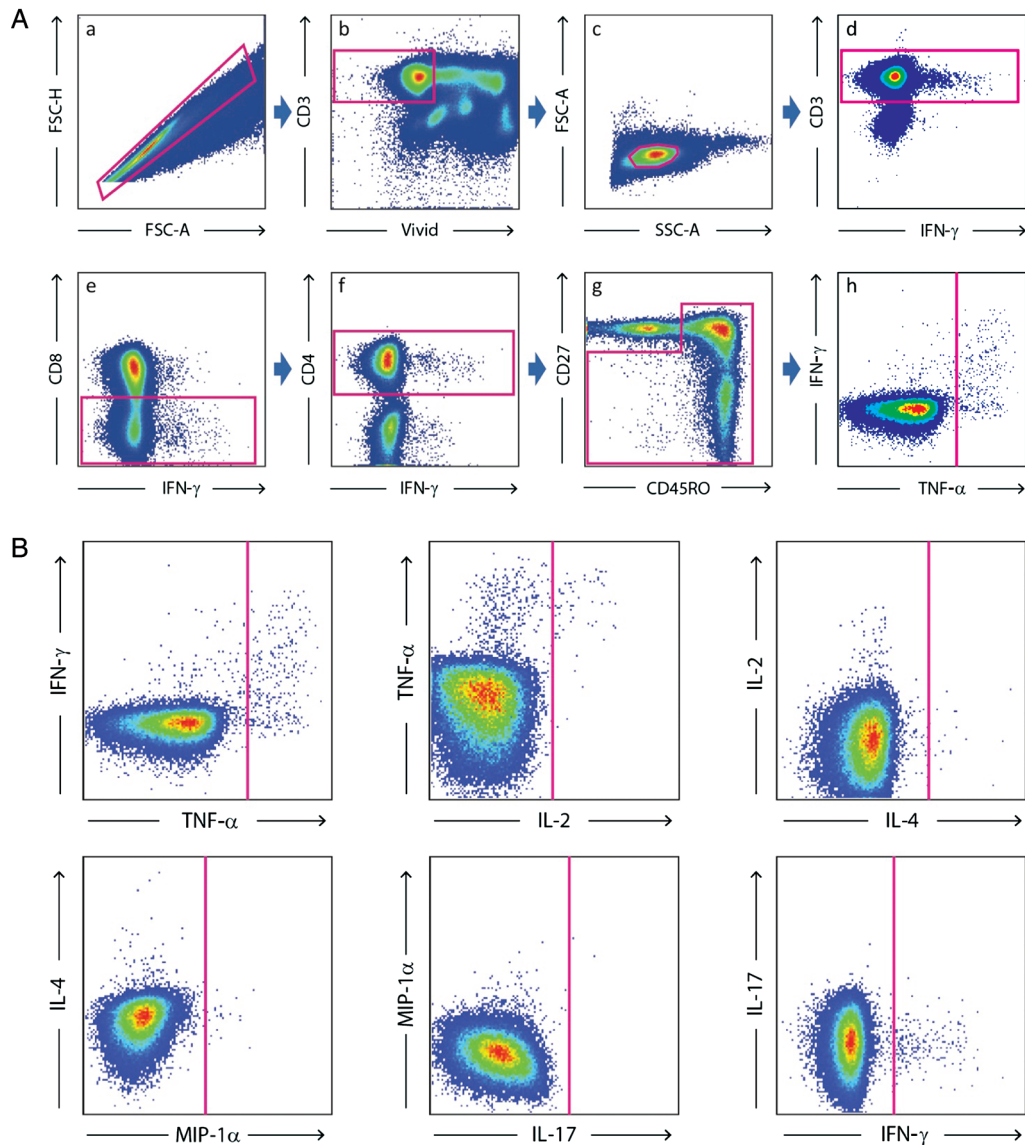 A
a
FSC-H
FSC-A
b
CD3
Vivid
c
FSC-A
SSC-A
d
CD3
IFN-γ
e
CD8
IFN-γ
f
CD4
IFN-γ
g
CD27
CD45RO
h
IFN-γ
TNF-α
B
IFN-γ
TNF-α
TNF-α
IL-2
IL-2
IL-4
IL-4
MIP-1α
MIP-1α
IL-17
IL-17
IFN-γ